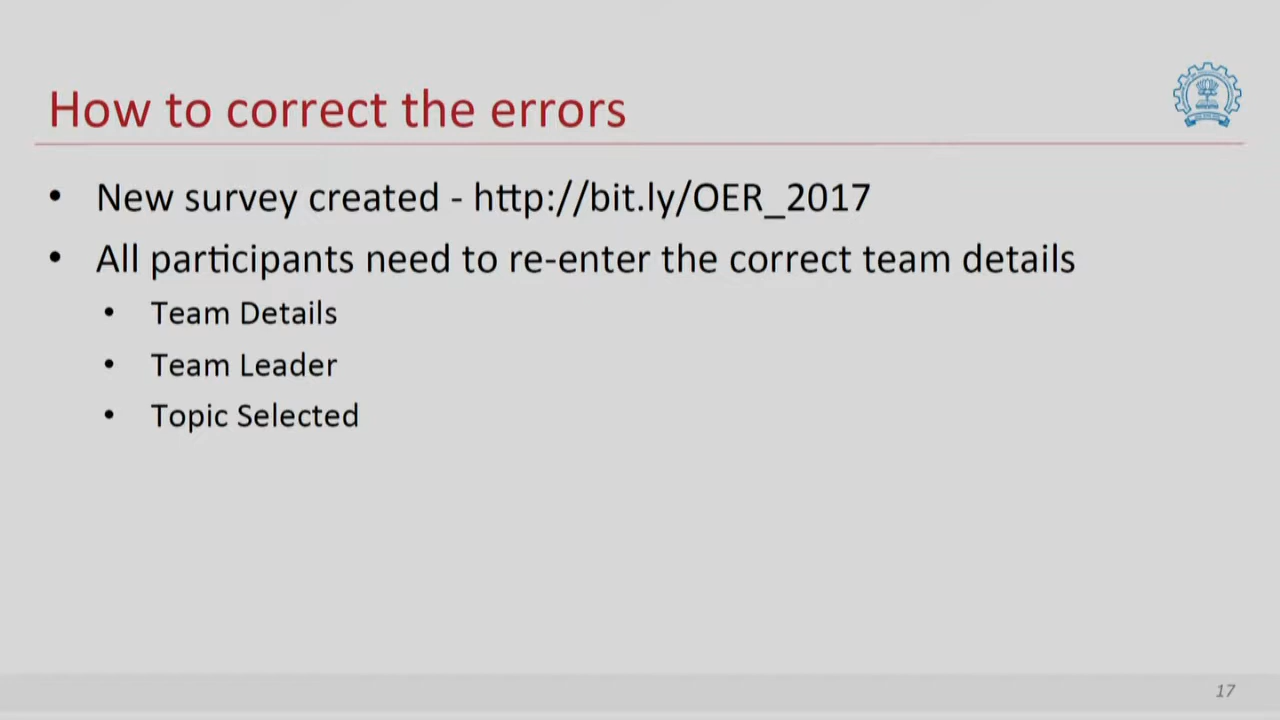 How to correct the errors
• New survey created - http://bit.ly/OER_2017
• All participants need to re-enter the correct team details
• Team Details
• Team Leader
• Topic Selected
17